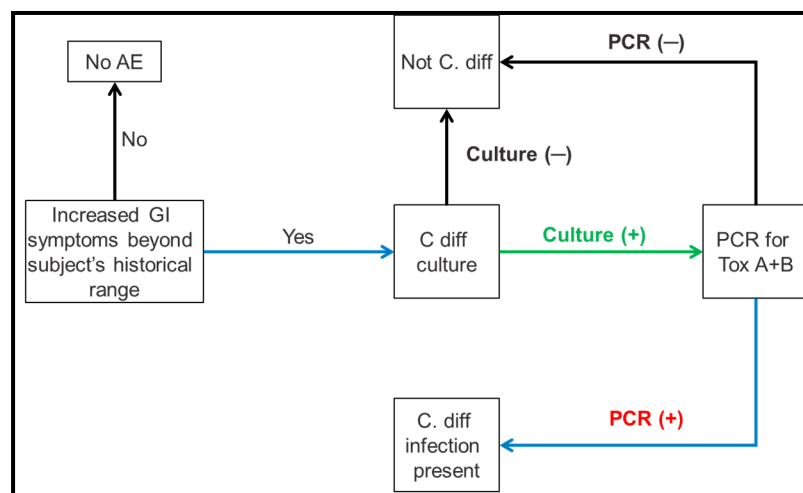 No AE
Not C. diff
PCR (—)
No
Culture (—)
Increased GI
symptoms beyond
subject's historical
range
Yes
C diff
culture
Culture (+)
PCR for
Tox A+B
C. diff
infection
present
PCR (+)